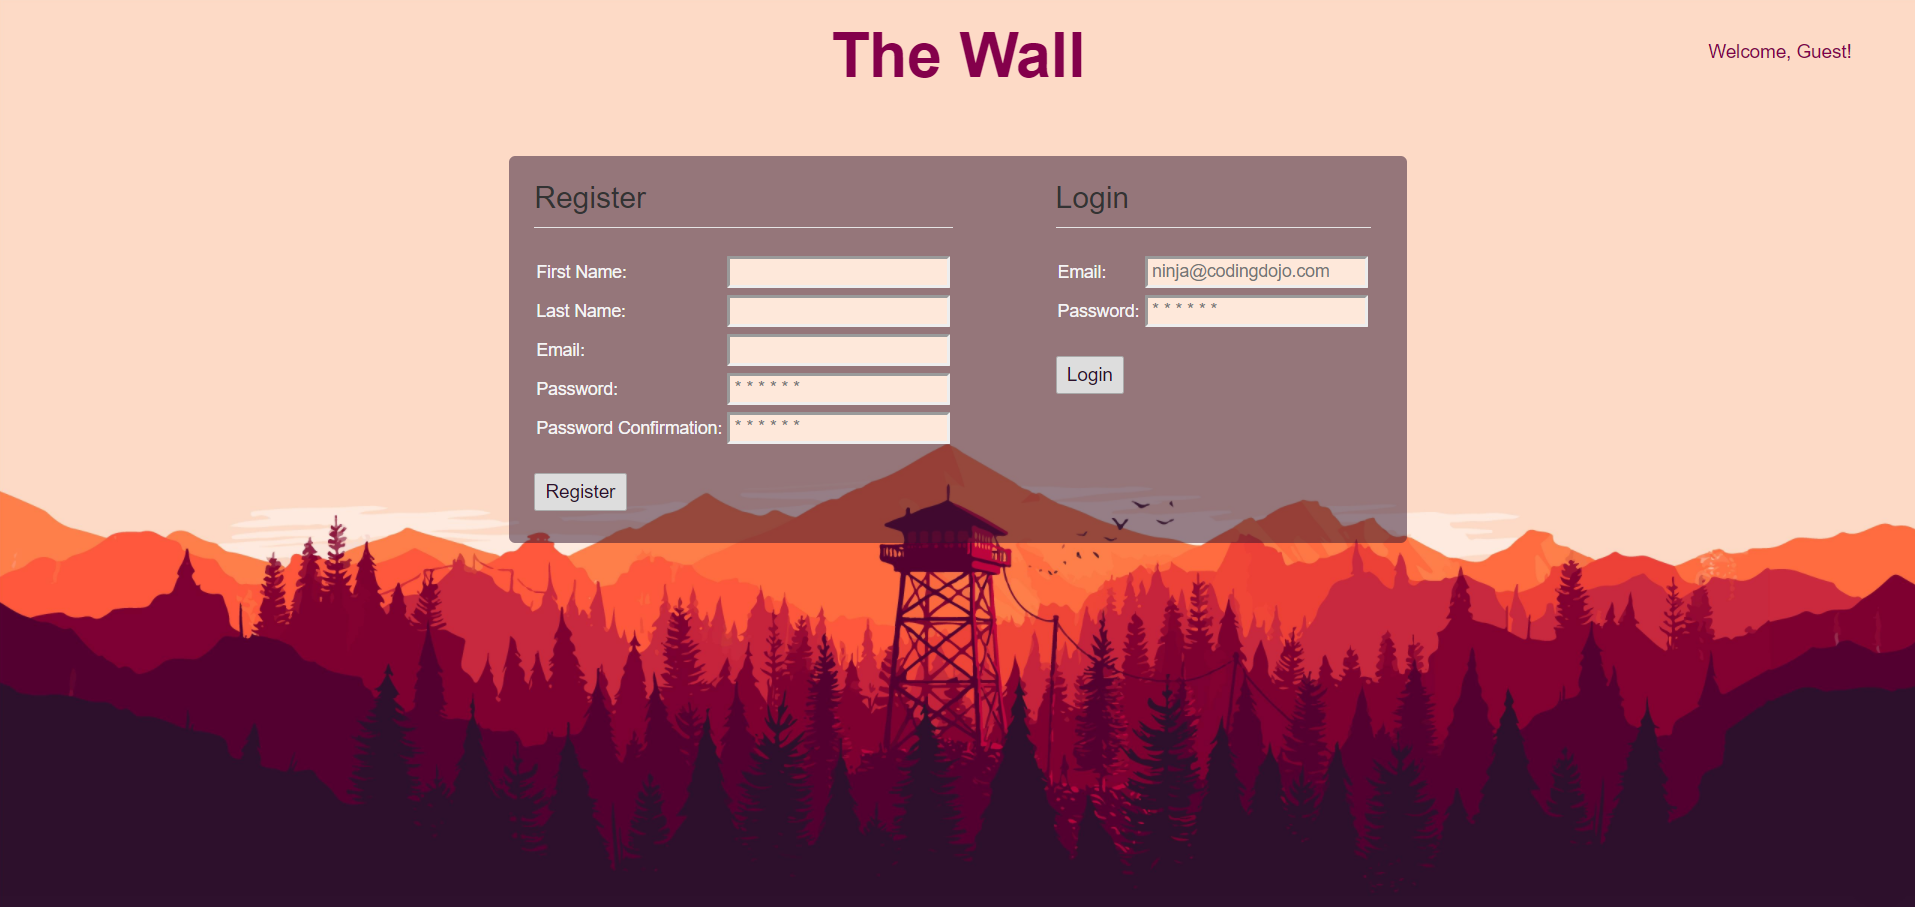 The Wall
Welcome, Guest!
Register
First Name:
Last Name:
Email:
Password: * * * * * *
Password Confirmation: * * * * * *
Register
Login
Email: ninja@codingdojo.com
Password: * * * * * *
Login